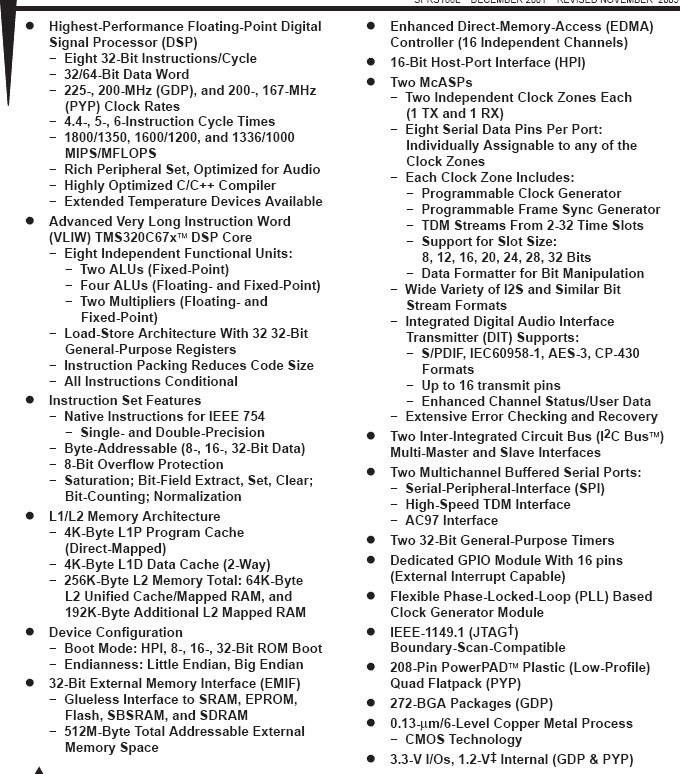 SPRS186L – DECEMBER 2001 – REVISED NOVEMBER 2005
● Highest-Performance Floating-Point Digital
Signal Processor (DSP)
– Eight 32-Bit Instructions/Cycle
– 32/64-Bit Data Word
– 225-, 200-MHz (GDP), and 200-, 167-MHz
(PYP) Clock Rates
– 4.4-, 5-, 6-Instruction Cycle Times
– 1800/1350, 1600/1200, and 1336/1000
MIPS/MFLOPS
– Rich Peripheral Set, Optimized for Audio
– Highly Optimized C/C++ Compiler
– Extended Temperature Devices Available
● Advanced Very Long Instruction Word
(VLIW) TMS320C67x™ DSP Core
– Eight Independent Functional Units:
– Two ALUs (Fixed-Point)
– Four ALUs (Floating- and Fixed-Point)
– Two Multipliers (Floating- and
Fixed-Point)
– Load-Store Architecture With 32 32-Bit
General-Purpose Registers
– Instruction Packing Reduces Code Size
– All Instructions Conditional
● Instruction Set Features
– Native Instructions for IEEE 754
– Single- and Double-Precision
– Byte-Addressable (8-, 16-, 32-Bit Data)
– 8-Bit Overflow Protection
– Saturation; Bit-Field Extract, Set, Clear;
Bit-Counting; Normalization
● L1/L2 Memory Architecture
– 4K-Byte L1P Program Cache
(Direct-Mapped)
– 4K-Byte L1D Data Cache (2-Way)
– 256K-Byte L2 Memory Total: 64K-Byte
L2 Unified Cache/Mapped RAM, and
192K-Byte Additional L2 Mapped RAM
● Device Configuration
– Boot Mode: HPI, 8-, 16-, 32-Bit ROM Boot
– Endianness: Little Endian, Big Endian
● 32-Bit External Memory Interface (EMIF)
– Glueless Interface to SRAM, EPROM,
Flash, SBSRAM, and SDRAM
– 512M-Byte Total Addressable External
Memory Space
● Enhanced Direct-Memory-Access (EDMA)
Controller (16 Independent Channels)
● 16-Bit Host-Port Interface (HPI)
● Two McASPs
– Two Independent Clock Zones Each
(1 TX and 1 RX)
– Eight Serial Data Pins Per Port:
Individually Assignable to any of the
Clock Zones
– Each Clock Zone Includes:
– Programmable Clock Generator
– Programmable Frame Sync Generator
– TDM Streams From 2-32 Time Slots
– Support for Slot Size:
8, 12, 16, 20, 24, 28, 32 Bits
– Data Formatter for Bit Manipulation
– Wide Variety of I2S and Similar Bit
Stream Formats
– Integrated Digital Audio Interface
Transmitter (DIT) Supports:
– S/PDIF, IEC60958-1, AES-3, CP-430
Formats
– Up to 16 transmit pins
– Enhanced Channel Status/User Data
– Extensive Error Checking and Recovery
● Two Inter-Integrated Circuit Bus (I²C Bus™)
Multi-Master and Slave Interfaces
● Two Multichannel Buffered Serial Ports:
– Serial-Peripheral-Interface (SPI)
– High-Speed TDM Interface
– AC97 Interface
● Two 32-Bit General-Purpose Timers
● Dedicated GPIO Module With 16 pins
(External Interrupt Capable)
● Flexible Phase-Locked-Loop (PLL) Based
Clock Generator Module
● IEEE-1149.1 (JTAG†)
Boundary-Scan-Compatible
● 208-Pin PowerPAD™ Plastic (Low-Profile)
Quad Flatpack (PYP)
● 272-BGA Packages (GDP)
● 0.13-μm/6-Level Copper Metal Process
– CMOS Technology
● 3.3-V I/Os, 1.2-V‡ Internal (GDP & PYP)